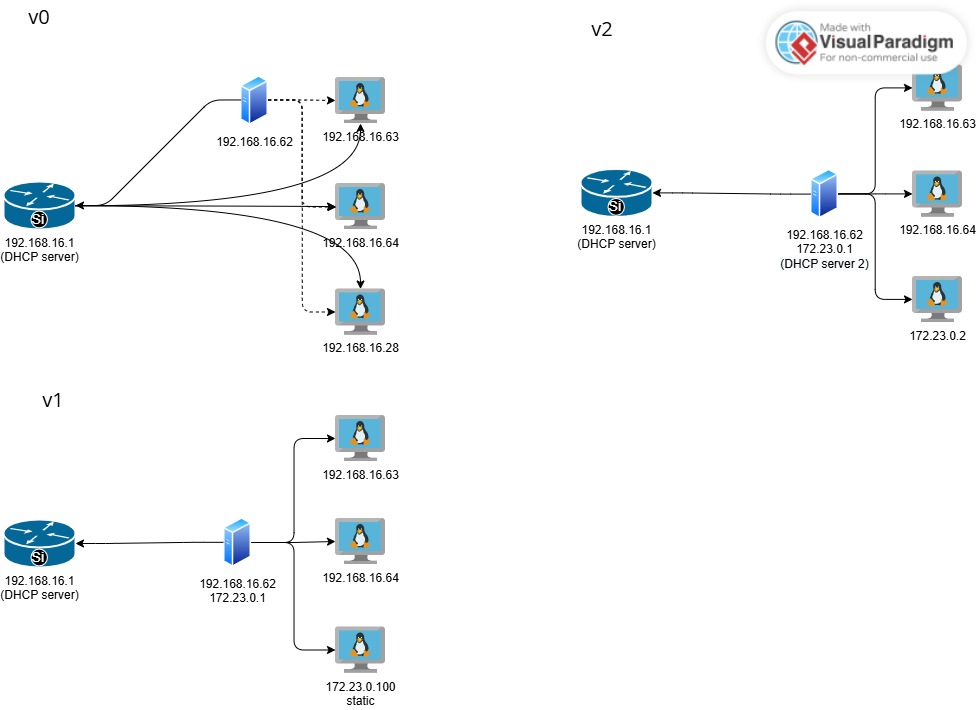 v0
192.168.16.62
192.168.16.63
Si
192.168.16.1
(DHCP server)
192.168.16.64
192.168.16.28
v2
Made with
Visual Paradigm
For non-commercial use
192.168.16.63
Si
192.168.16.1
(DHCP server)
192.168.16.62
172.23.0.1
(DHCP server 2)
192.168.16.64
172.23.0.2
v1
192.168.16.63
Si
192.168.16.1
(DHCP server)
192.168.16.62
172.23.0.1
192.168.16.64
172.23.0.100
static